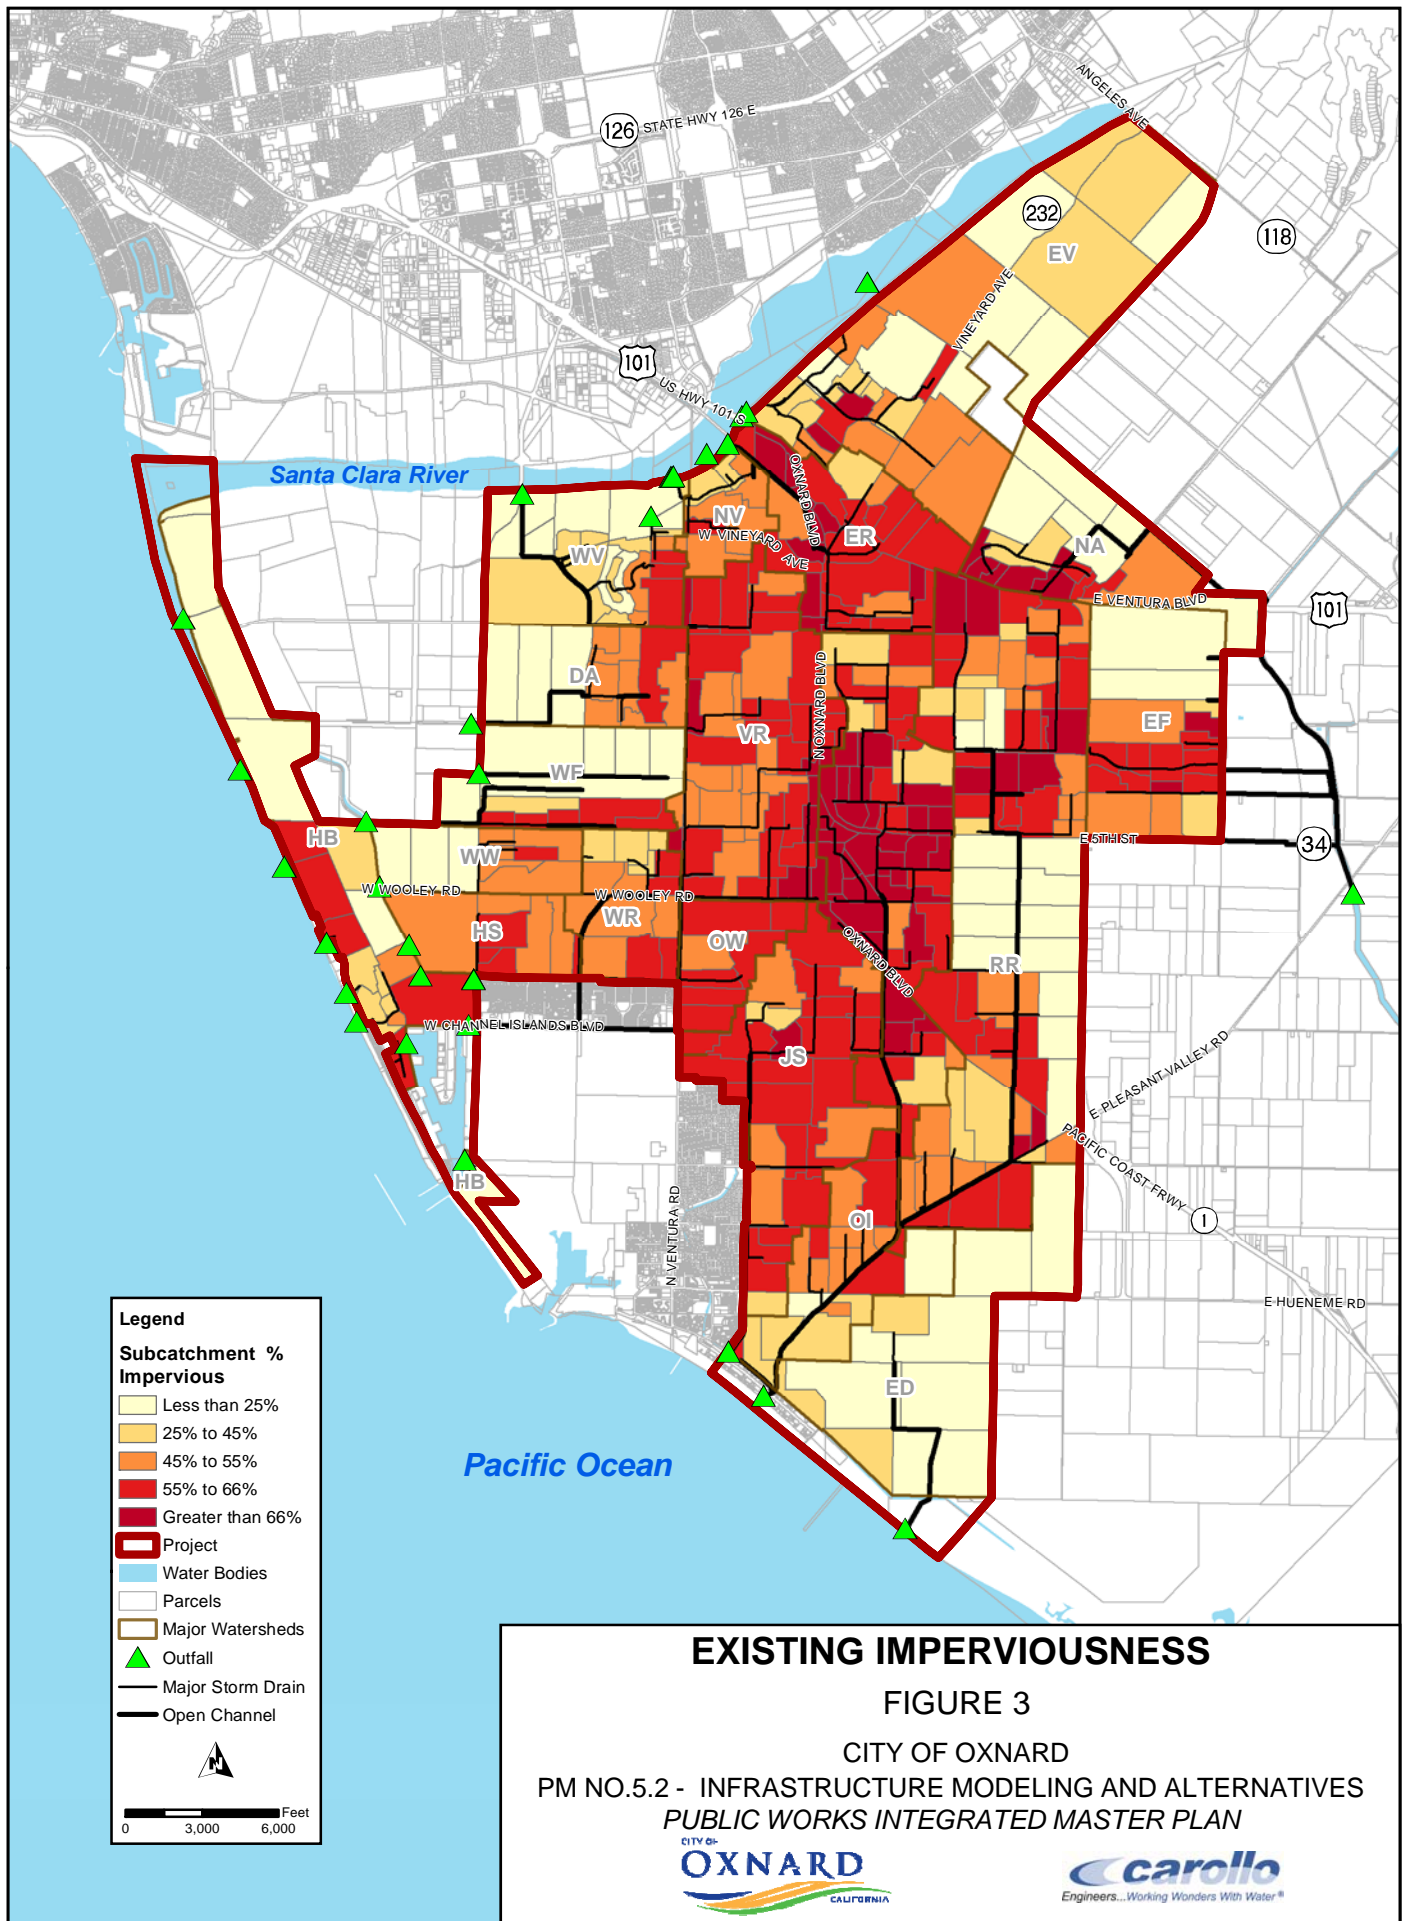 ANGELES AVE
126
STATE HWY 126 E
232
118
EV
VINEYARD AVE
101
US HWY 101 S
Santa Clara River
OXNARD BLVD
NV
W VINEYARD AVE
ER
NA
WV
E VENTURA BLVD
101
DA
N OXNARD BLVD
VR
EF
WF
HB
E 5TH ST
34
WW
W WOOLEY RD
W WOOLEY RD
WR
HS
OW
OXNARD BLVD
RR
W CHANNEL ISLANDS BLVD
JS
E PLEASANT VALLEY RD
PACIFIC COAST FRWY
HB
N VENTURA RD
OI
1
E HUENEME RD
ED
Pacific Ocean
Legend
Subcatchment %
Impervious
Less than 25%
25% to 45%
45% to 55%
55% to 66%
Greater than 66%
Project
Water Bodies
Parcels
Major Watersheds
Outfall
Major Storm Drain
Open Channel
N
Feet
0 3,000 6,000
EXISTING IMPERVIOUSNESS
FIGURE 3
CITY OF OXNARD
PM NO.5.2 - INFRASTRUCTURE MODELING AND ALTERNATIVES
PUBLIC WORKS INTEGRATED MASTER PLAN
CITY OF
OXNARD
CALIFORNIA
carollo
Engineers...Working Wonders With Water®